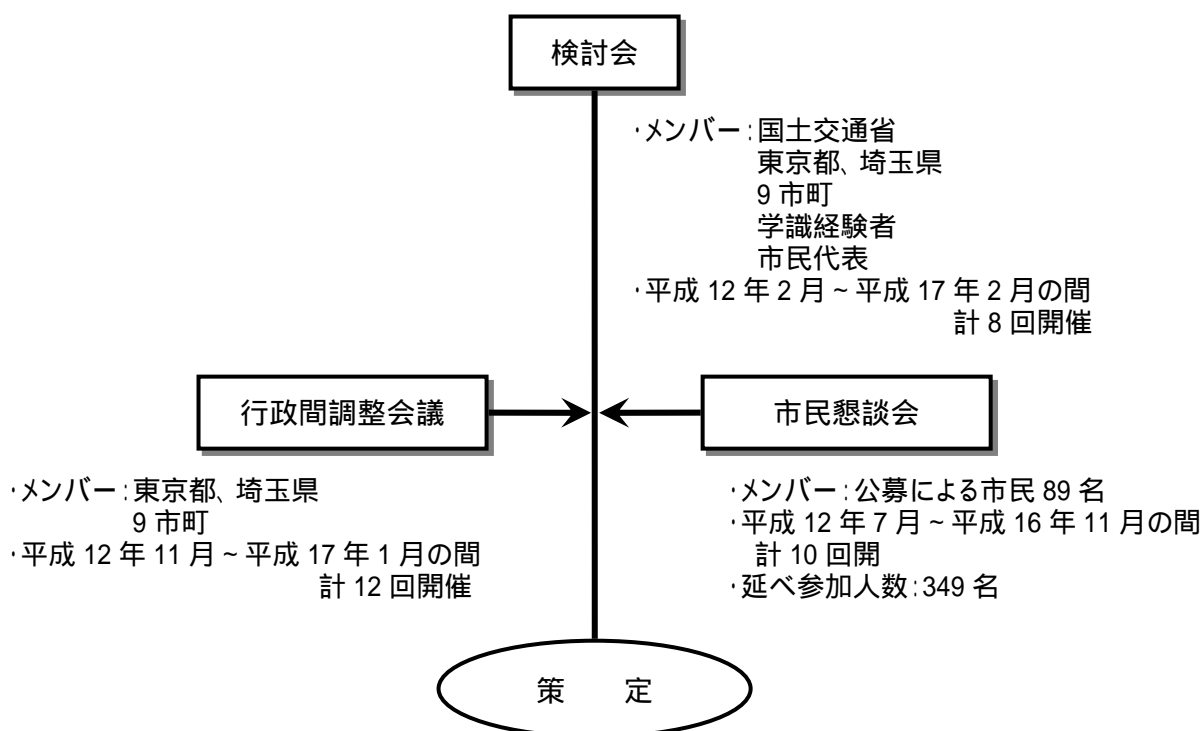 検討会
・メンバー:国土交通省
東京都、埼玉県
9 市町
学識経験者
市民代表
・平成 12 年 2 月 ~ 平成 17 年 2 月の間
計 8 回開催
行政間調整会議
・メンバー:東京都、埼玉県
9 市町
・平成 12 年 11 月 ~ 平成 17 年 1 月の間
計 12 回開催
市民懇談会
・メンバー:公募による市民 89 名
・平成 12 年 7 月 ~ 平成 16 年 11 月の間
計 10 回開
・延べ参加人数:349 名
策 定